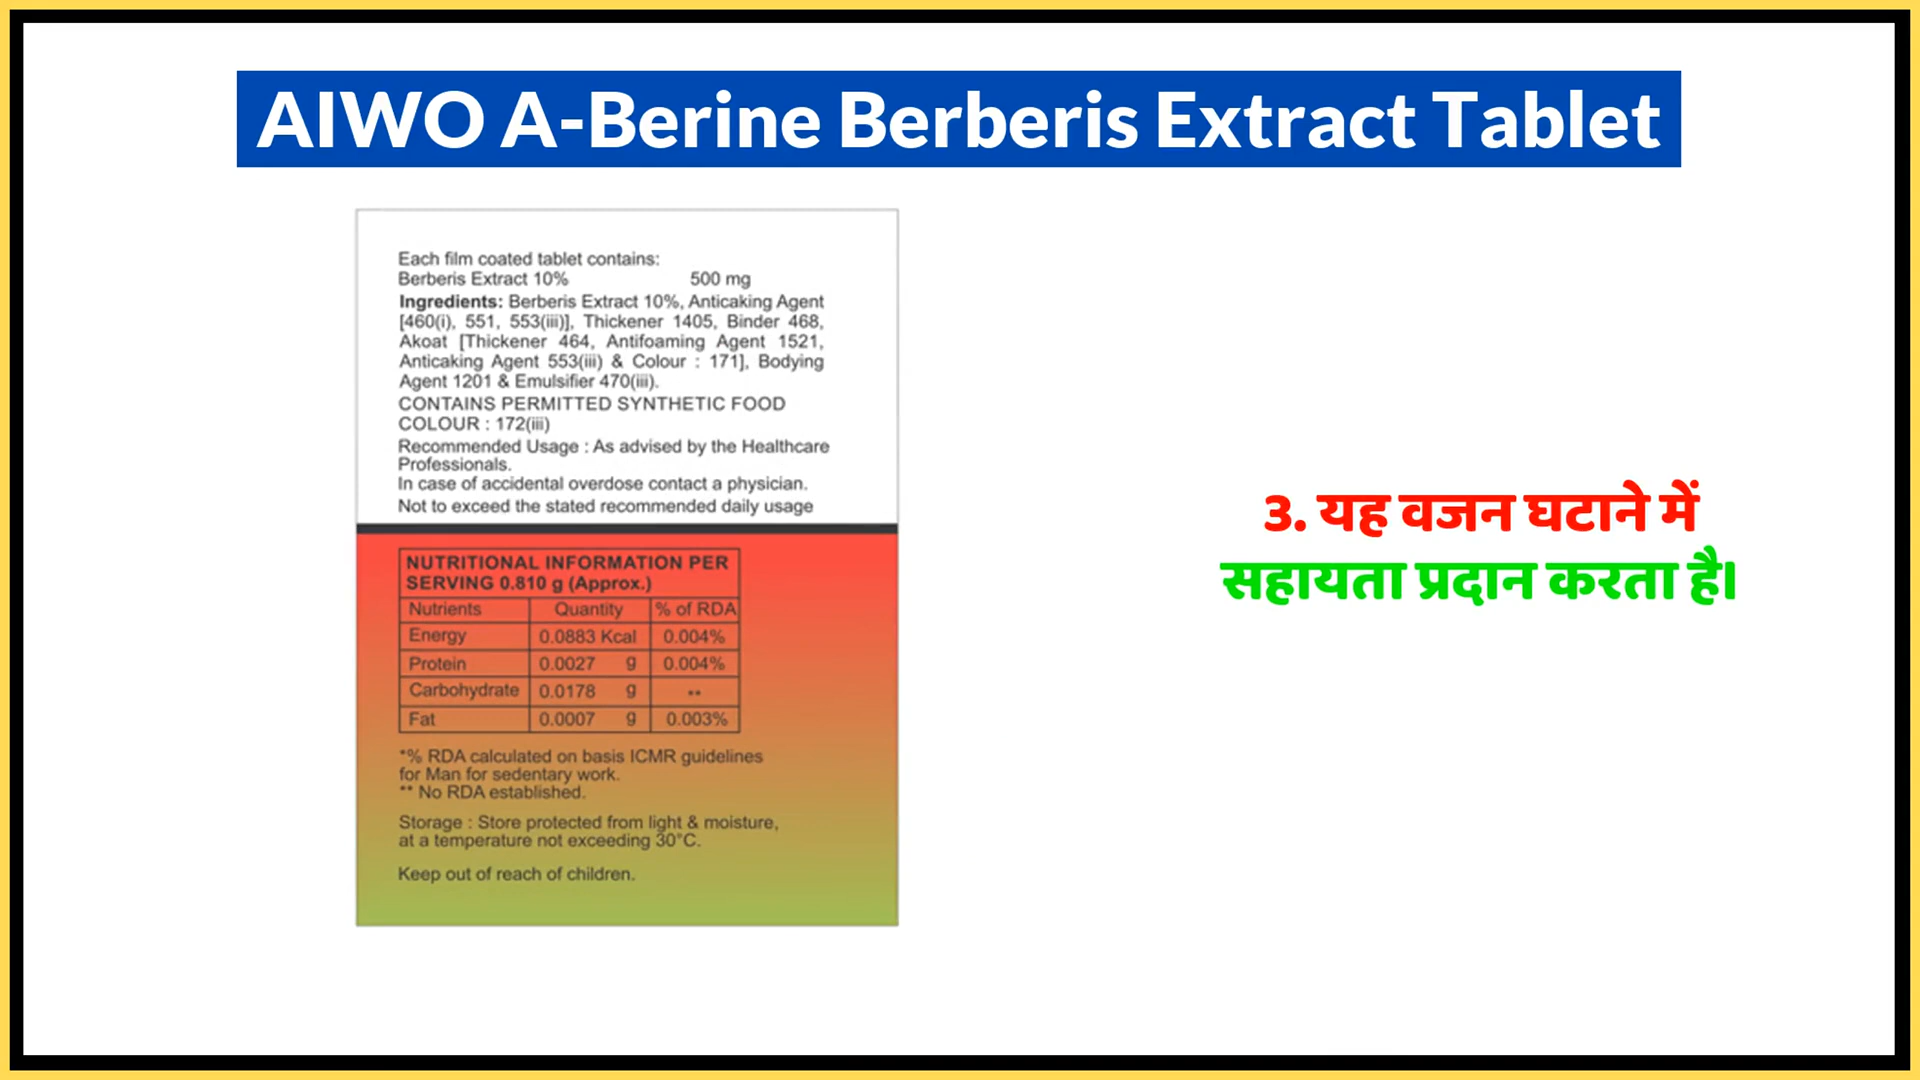 AIWO A-Berine Berberis Extract Tablet
Each film coated tablet contains:
Berberis Extract 10% 500 mg
Ingredients: Berberis Extract 10%, Anticaking Agent
[460(i), 551, 553(iii)], Thickener 1405, Binder 468,
Akoat [Thickener 464, Antifoaming Agent 1521,
Anticaking Agent 553(iii) & Colour : 171], Bodying
Agent 1201 & Emulsifier 470(iii).
CONTAINS PERMITTED SYNTHETIC FOOD
COLOUR : 172(iii)
Recommended Usage : As advised by the Healthcare
Professionals.
In case of accidental overdose contact a physician.
Not to exceed the stated recommended daily usage
NUTRITIONAL INFORMATION PER
SERVING 0.810 g (Approx.)
Nutrients Quantity % of RDA
Energy 0.0883 Kcal 0.004%
Protein 0.0027 g 0.004%
Carbohydrate 0.0178 g **
Fat 0.0007 g 0.003%
*% RDA calculated on basis ICMR guidelines
for Man for sedentary work.
** No RDA established.
Storage : Store protected from light & moisture,
at a temperature not exceeding 30°C.
Keep out of reach of children.
3. यह वजन घटाने में
सहायता प्रदान करता है।